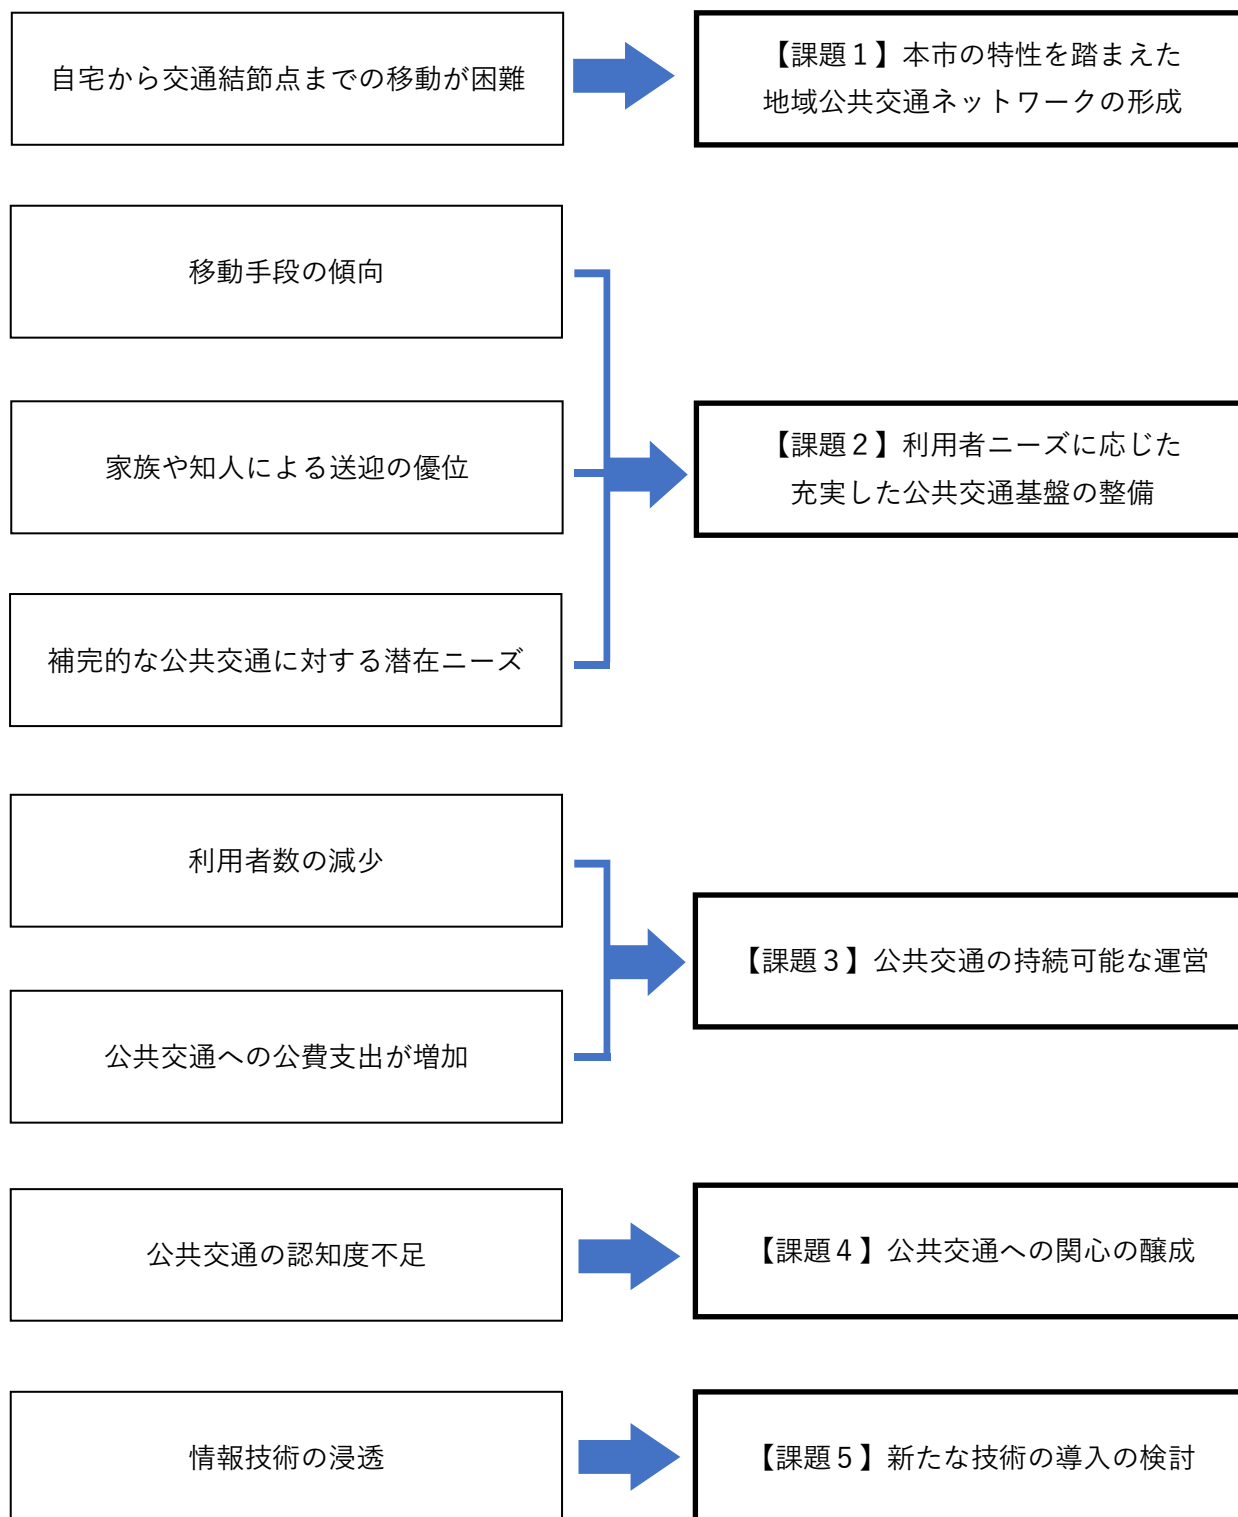 自宅から交通結節点までの移動が困難
【課題１】本市の特性を踏まえた
地域公共交通ネットワークの形成
移動手段の傾向
家族や知人による送迎の優位
補完的な公共交通に対する潜在ニーズ
【課題２】利用者ニーズに応じた
充実した公共交通基盤の整備
利用者数の減少
公共交通への公費支出が増加
【課題３】公共交通の持続可能な運営
公共交通の認知度不足
【課題４】公共交通への関心の醸成
情報技術の浸透
【課題５】新たな技術の導入の検討